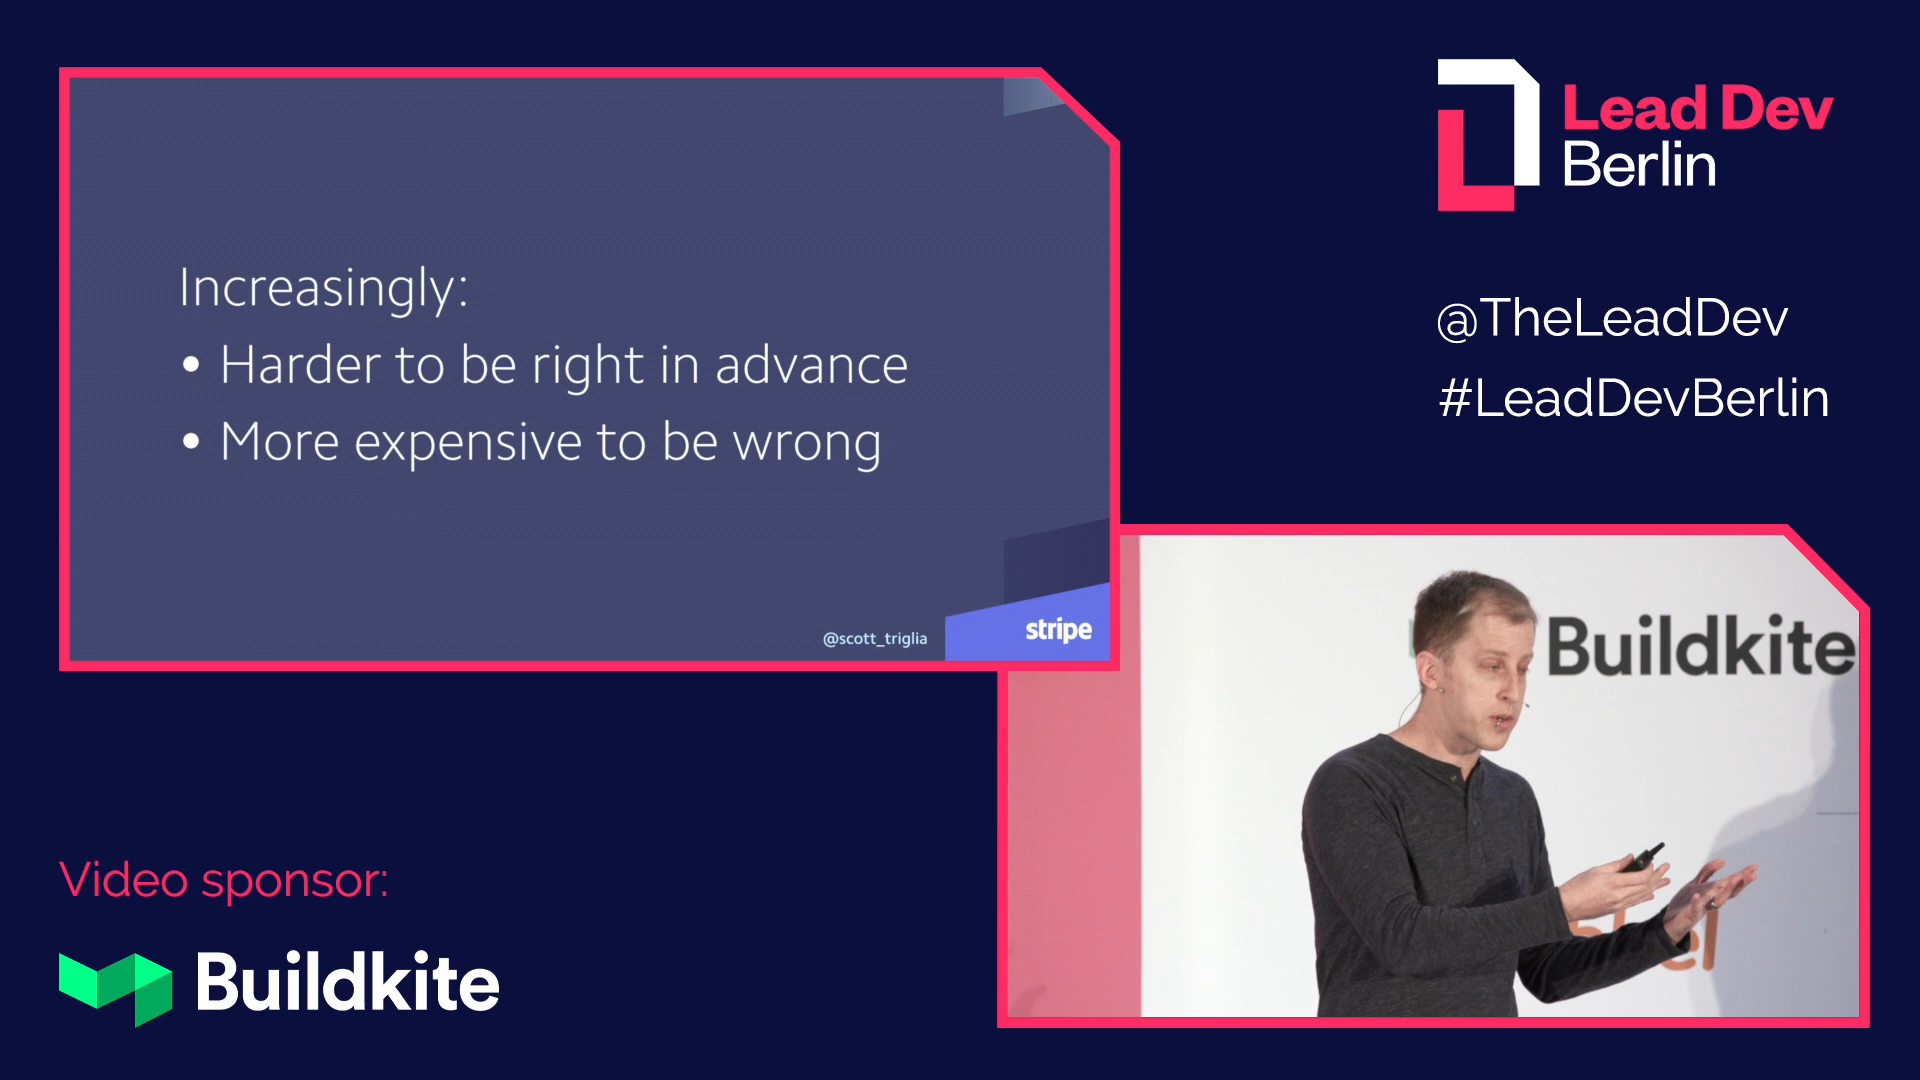 Increasingly:
• Harder to be right in advance
• More expensive to be wrong
@scott_triglia
stripe
Lead Dev
Berlin
@TheLeadDev
#LeadDevBerlin
Buildkite
Video sponsor:
Buildkite